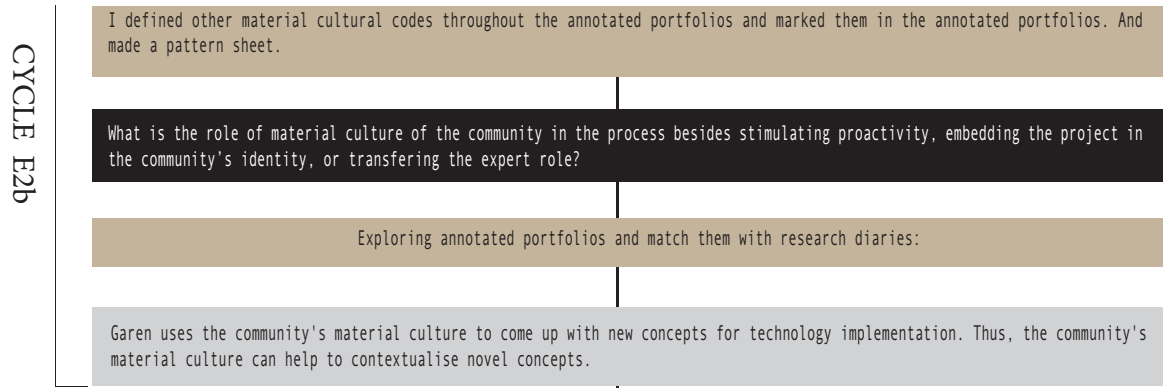 CYCLE E2b
I defined other material cultural codes throughout the annotated portfolios and marked them in the annotated portfolios. And
made a pattern sheet.
What is the role of material culture of the community in the process besides stimulating proactivity, embedding the project in
the community's identity, or transfering the expert role?
Exploring annotated portfolios and match them with research diaries:
Garen uses the community's material culture to come up with new concepts for technology implementation. Thus, the community's
material culture can help to contextualise novel concepts.